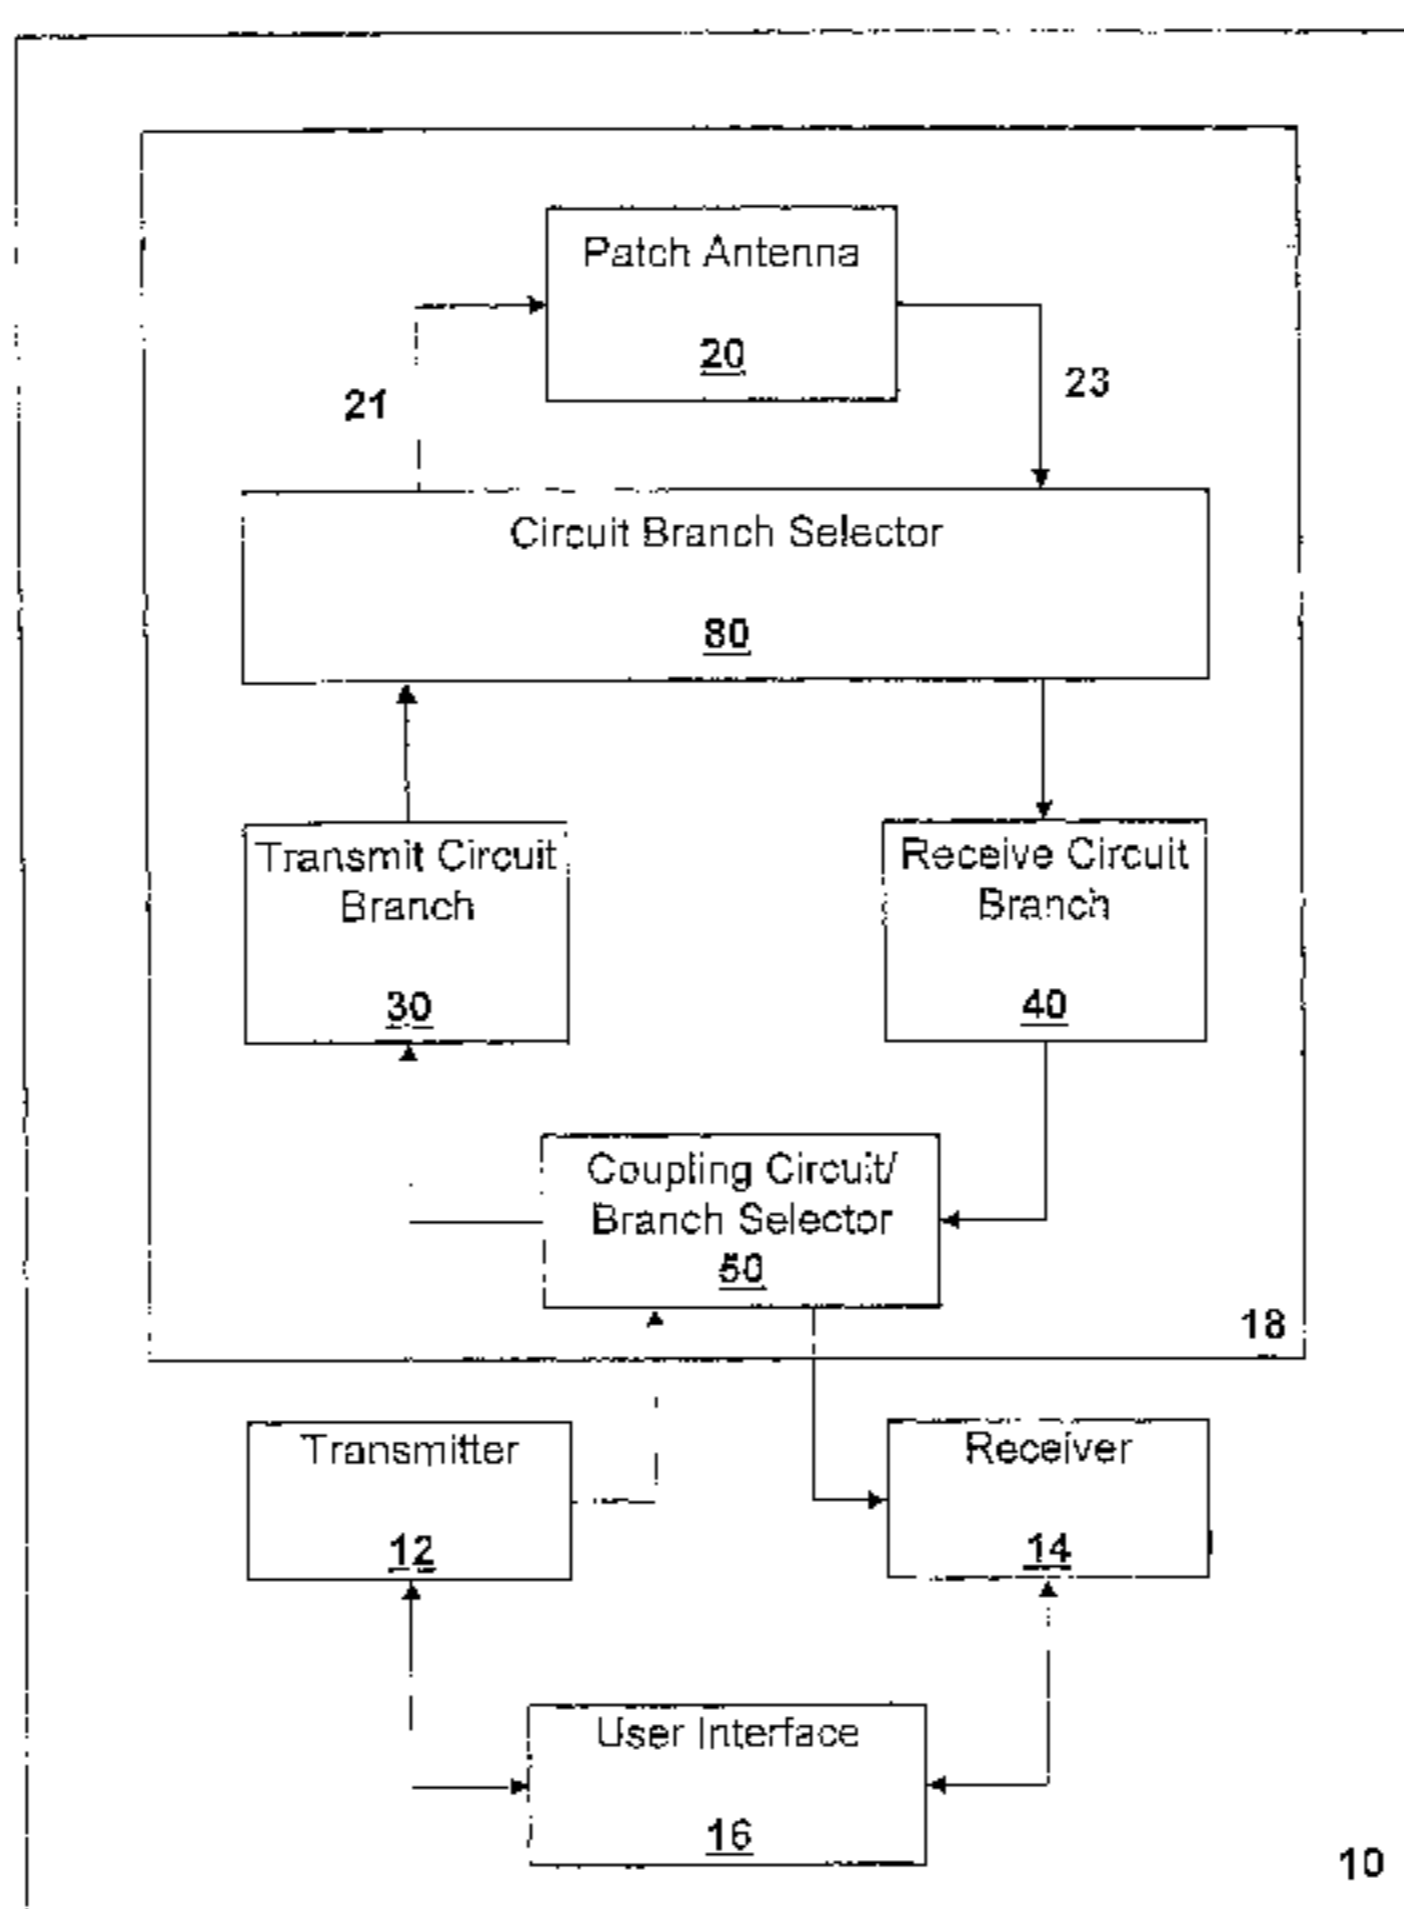 Patch Antenna
20
21
23
Circuit Branch Selector
80
Transmit Circuit
Branch
30
Receive Circuit
Branch
40
Coupling Circuit/
Branch Selector
50
18
Transmitter
12
Receiver
14
User Interface
16
10